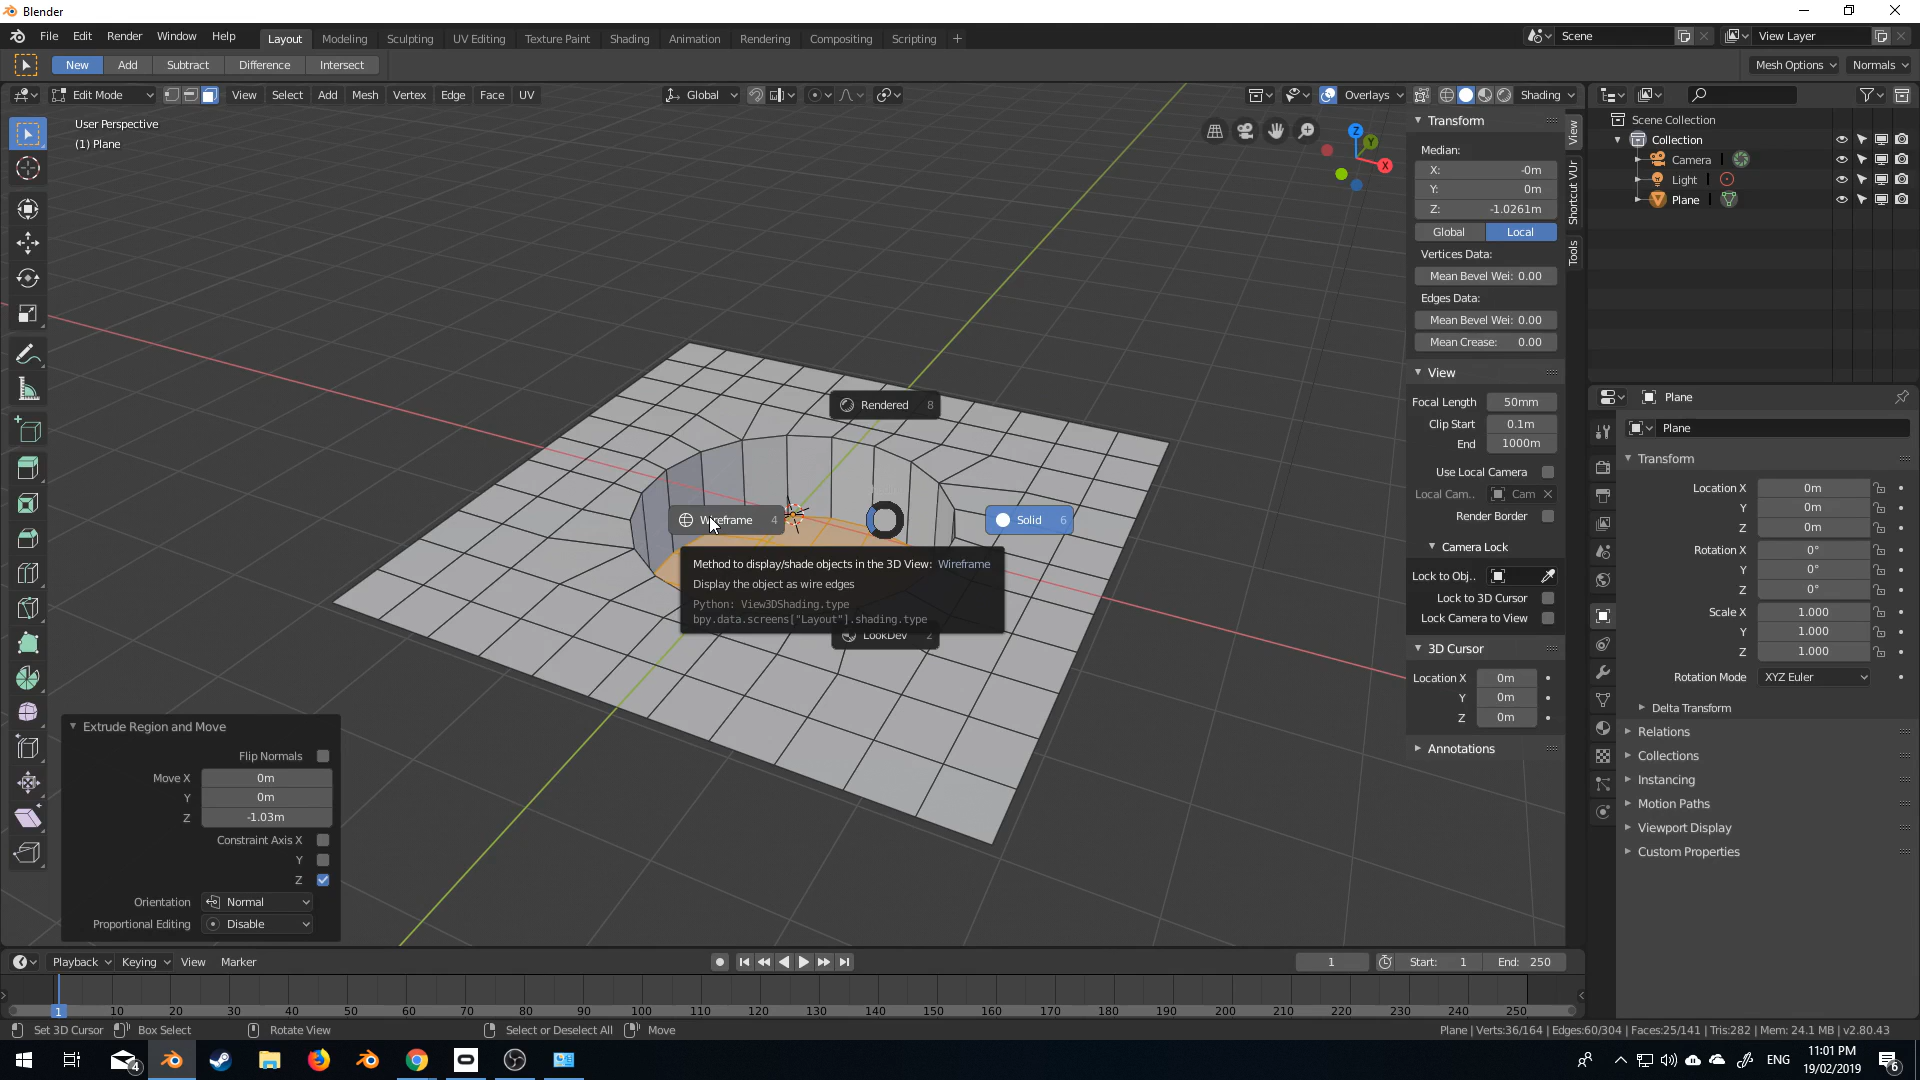 Blender
File Edit Render Window Help Layout Modeling Sculpting UV Editing Texture Paint Shading Animation Rendering Compositing Scripting + Scene View Layer
New Add Subtract Difference Intersect Mesh Options Normals
Edit Mode View Select Add Mesh Vertex Edge Face UV Global Overlays Shading
User Perspective
(1) Plane
Z
Y
X
Rendered 8
Wireframe 4
Solid 6
Method to display/shade objects in the 3D View: Wireframe
Display the object as wire edges
Python: View3DShading.type
bpy.data.screens["Layout"].shading.type
LookDev 2
Transform
Median:
X: -0m
Y: 0m
Z: -1.0261m
Global Local
Vertices Data:
Mean Bevel Wei: 0.00
Edges Data:
Mean Bevel Wei: 0.00
Mean Crease: 0.00
View
Focal Length 50mm
Clip Start 0.1m
End 1000m
Use Local Camera
Local Cam.. Cam
Render Border
Camera Lock
Lock to Obj..
Lock to 3D Cursor
Lock Camera to View
3D Cursor
Location X 0m
Y 0m
Z 0m
Annotations
View
Shortcut VUr
Tools
Scene Collection
Collection
Camera
Light
Plane
Plane
Plane
Transform
Location X 0m
Y 0m
Z 0m
Rotation X 0°
Y 0°
Z 0°
Scale X 1.000
Y 1.000
Z 1.000
Rotation Mode XYZ Euler
Delta Transform
Relations
Collections
Instancing
Motion Paths
Viewport Display
Custom Properties
Extrude Region and Move
Flip Normals
Move X 0m
Y 0m
Z -1.03m
Constraint Axis X
Y
Z
Orientation Normal
Proportional Editing Disable
Playback Keying View Marker 1 Start: 1 End: 250
1 10 20 30 40 50 60 70 80 90 100 110 120 130 140 150 160 170 180 190 200 210 220 230 240 250
Set 3D Cursor Box Select Rotate View Select or Deselect All Move Plane | Verts:36/164 | Edges:60/304 | Faces:25/141 | Tris:282 | Mem: 24.1 MB | v2.80.43
4 ENG 11:01 PM
19/02/2019 6